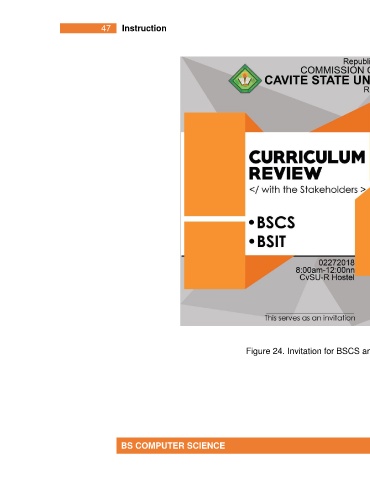 47 Instruction
Republi
COMMISSION
CAVITE STATE UN
R
CURRICULUM
REVIEW
</ with the Stakeholders >
•BSCS
•BSIT
02272018
8:00am-12:00nn
CvSU-R Hostel
This serves as an invitation
Figure 24. Invitation for BSCS an
BS COMPUTER SCIENCE